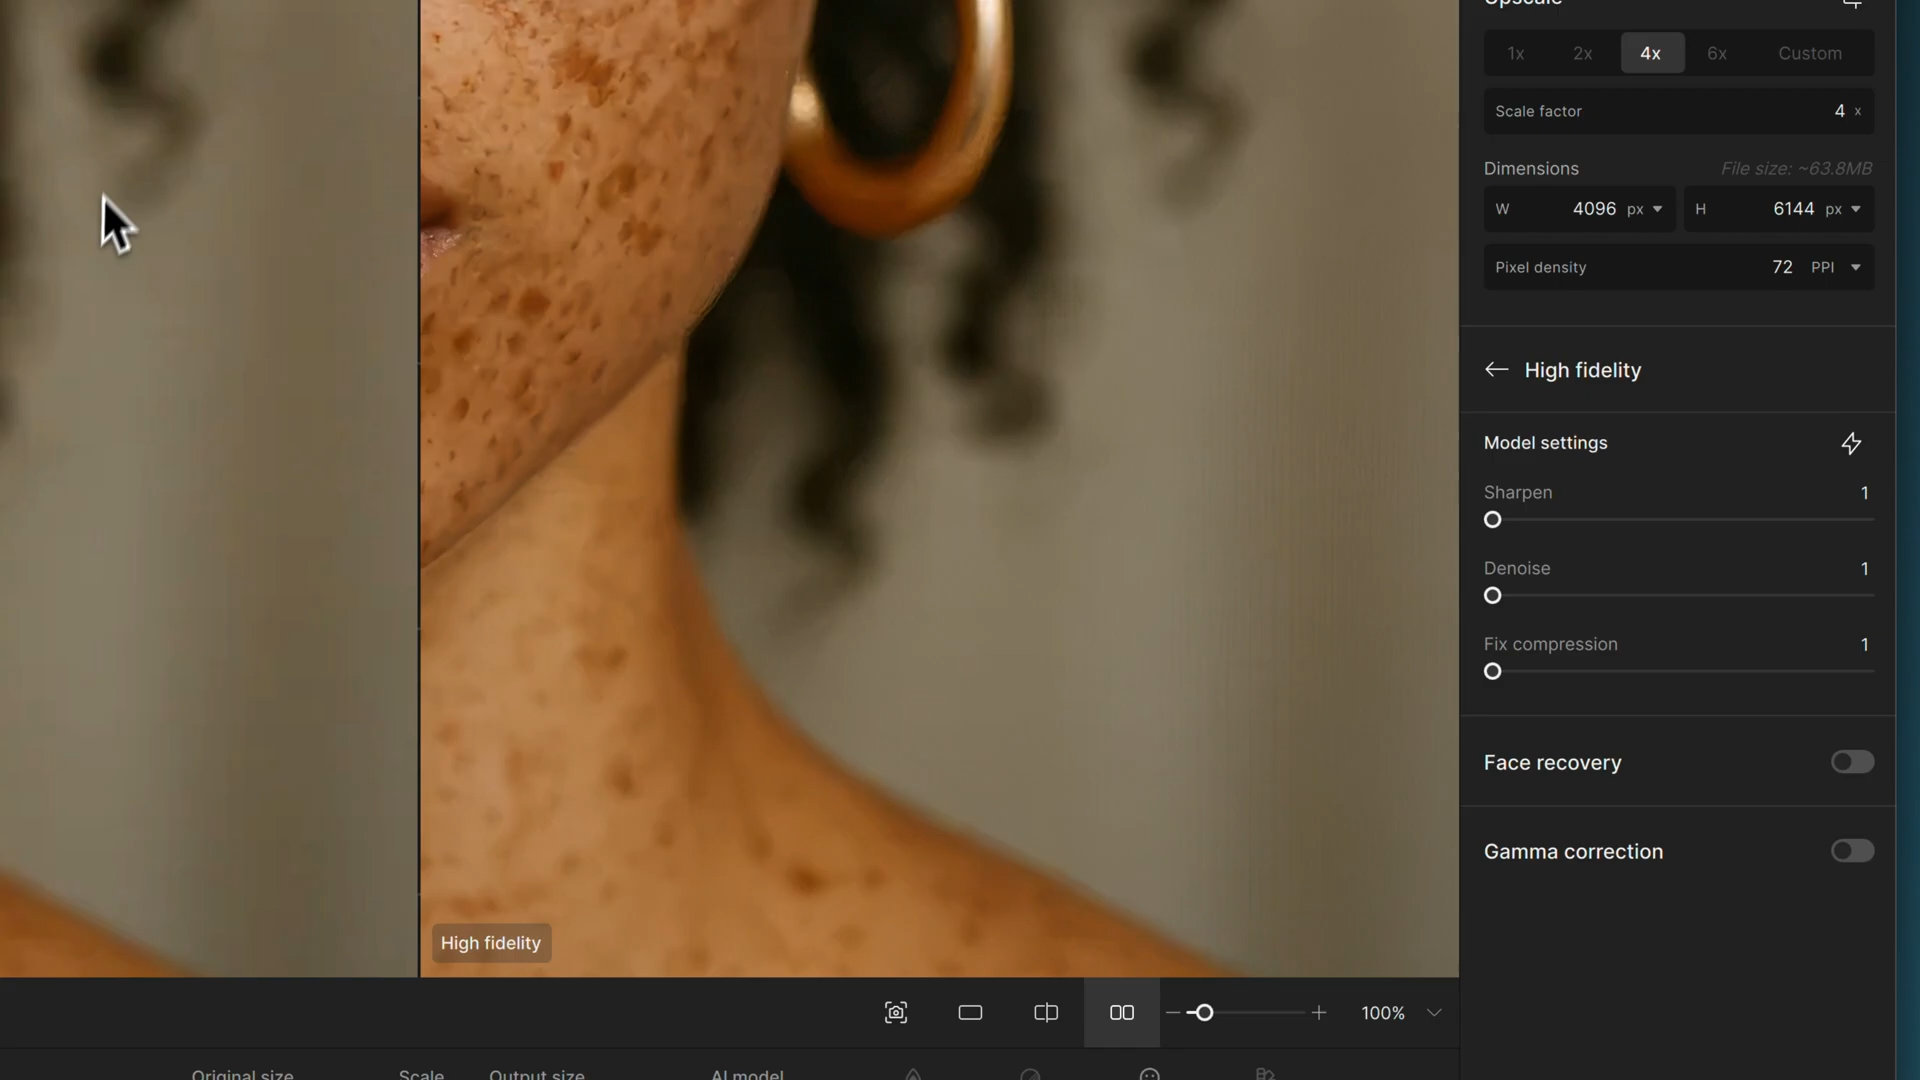 Upscale
1x 2x 4x 6x Custom
Scale factor 4 x
Dimensions File size: ~63.8MB
W 4096 px H 6144 px
Pixel density 72 PPI
High fidelity
Model settings
Sharpen 1
Denoise 1
Fix compression 1
Face recovery
Gamma correction
High fidelity
100%
Original size Scale Output size AI model